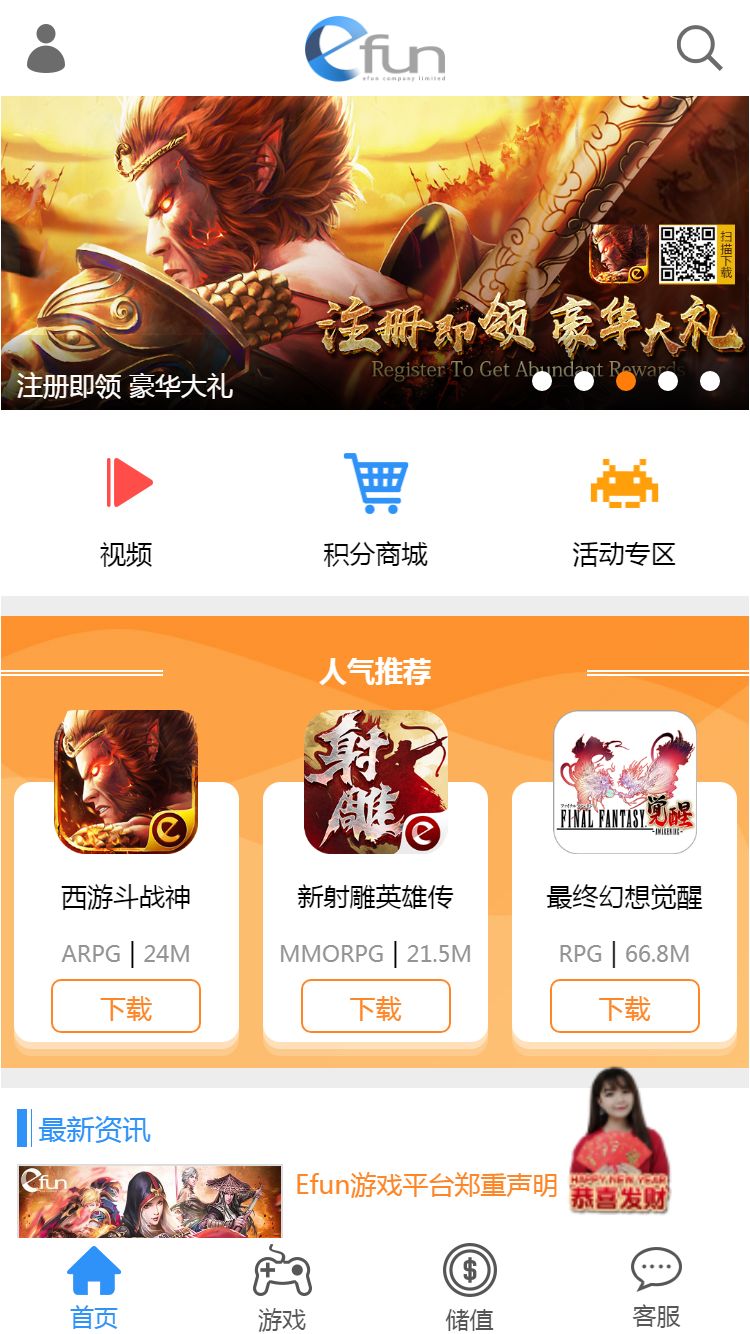 efun
efun company limited
扫描下载
注册即领 豪华大礼
Register To Get Abundant Rewards
注册即领 豪华大礼
视频
积分商城
活动专区
人气推荐
射雕
FINAL FANTASY 觉醒
-AWAKENING-
西游斗战神
新射雕英雄传
最终幻想觉醒
ARPG | 24M
MMORPG | 21.5M
RPG | 66.8M
下载
下载
下载
最新资讯
efun
Efun游戏平台郑重声明
HAPPY NEW YEAR
恭喜发财
首页
游戏
储值
客服